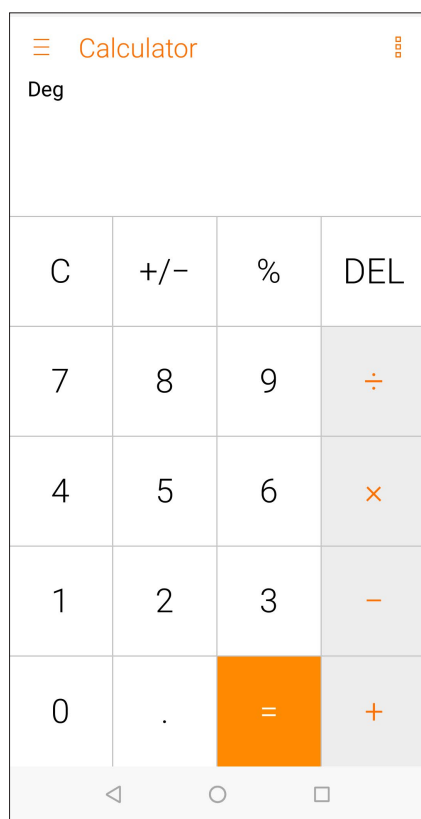 Calculator
Deg
C +/− % DEL
7 8 9 ÷
4 5 6 ×
1 2 3 −
0 . = +